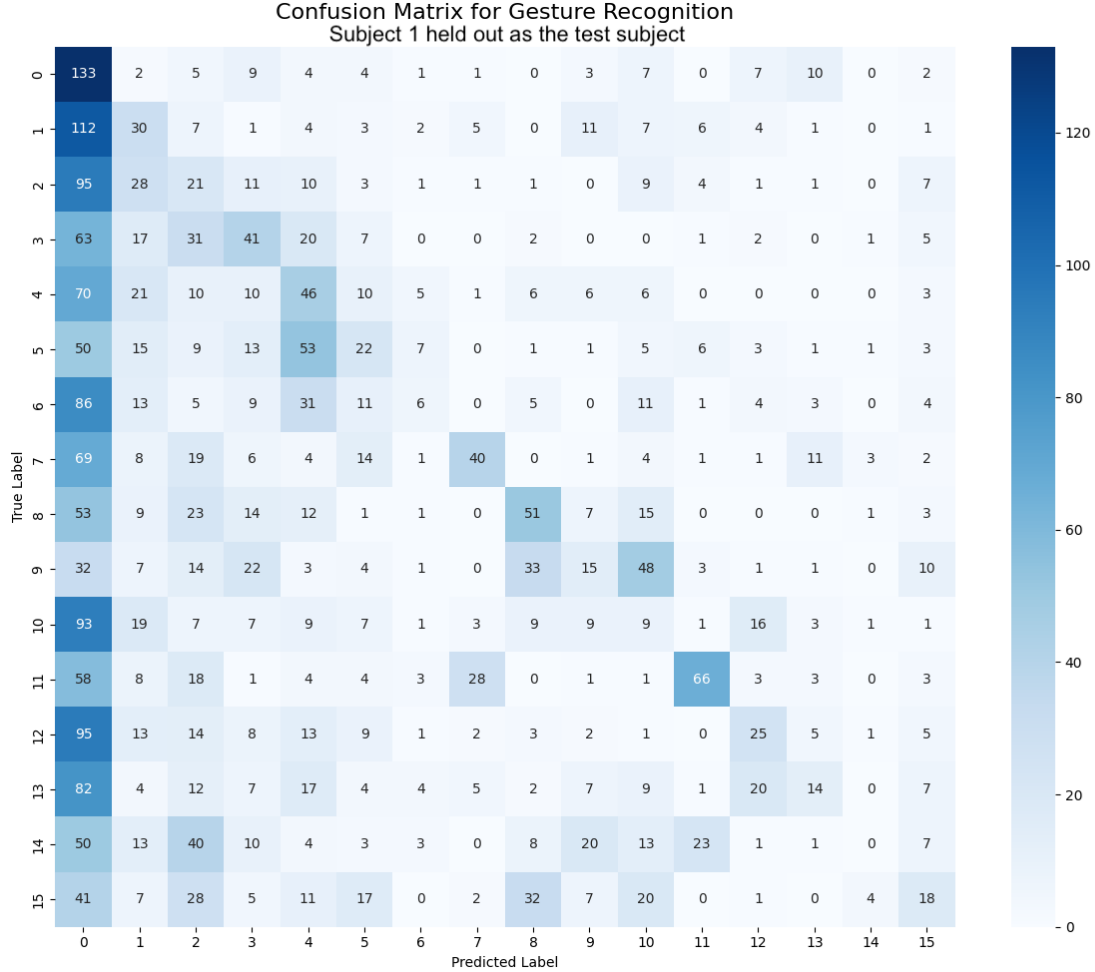 Confusion Matrix for Gesture Recognition
Subject 1 held out as the test subject
0 133 2 5 9 4 4 1 1 0 3 7 0 7 10 0 2
1 112 30 7 1 4 3 2 5 0 11 7 6 4 1 0 1
2 95 28 21 11 10 3 1 1 1 0 9 4 1 1 0 7
3 63 17 31 41 20 7 0 0 2 0 0 1 2 0 1 5
4 70 21 10 10 46 10 5 1 6 6 6 0 0 0 0 3
5 50 15 9 13 53 22 7 0 1 1 5 6 3 1 1 3
6 86 13 5 9 31 11 6 0 5 0 11 1 4 3 0 4
7 69 8 19 6 4 14 1 40 0 1 4 1 1 11 3 2
8 53 9 23 14 12 1 1 0 51 7 15 0 0 0 1 3
9 32 7 14 22 3 4 1 0 33 15 48 3 1 1 0 10
10 93 19 7 7 9 7 1 3 9 9 9 1 16 3 1 1
11 58 8 18 1 4 4 3 28 0 1 1 66 3 3 0 3
12 95 13 14 8 13 9 1 2 3 2 1 0 25 5 1 5
13 82 4 12 7 17 4 4 5 2 7 9 1 20 14 0 7
14 50 13 40 10 4 3 3 0 8 20 13 23 1 1 0 7
15 41 7 28 5 11 17 0 2 32 7 20 0 1 0 4 18
0 1 2 3 4 5 6 7 8 9 10 11 12 13 14 15
Predicted Label
True Label
120
100
80
60
40
20
0